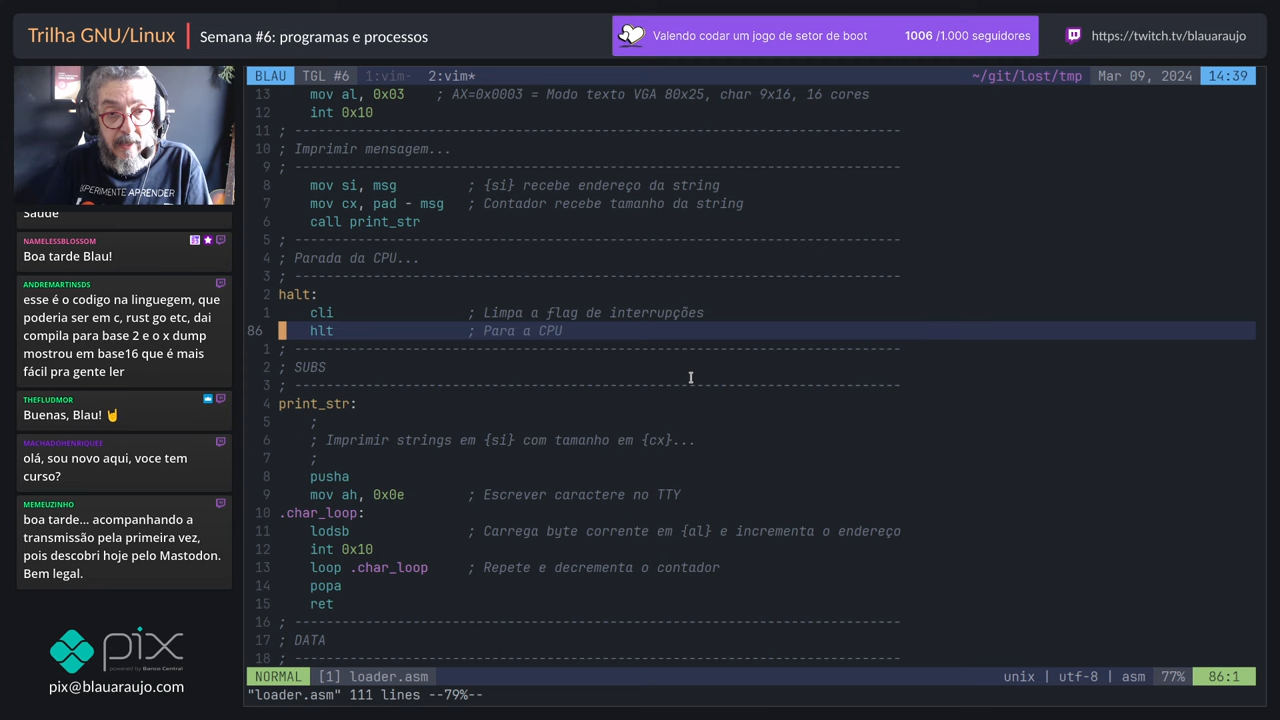 Trilha GNU/Linux
Semana #6: programas e processos
Valendo codar um jogo de setor de boot
1006 /1.000 seguidores
https://twitch.tv/blauaraujo
EXPERIMENTE APRENDER
Saúde
NAMELESSBLOSSOM
Boa tarde Blau!
ANDREMARTINSDS
esse é o codigo na linguegem, que
poderia ser em c, rust go etc, dai
compila para base 2 e o x dump
mostrou em base16 que é mais
fácil pra gente ler
THEFLUDMOR
Buenas, Blau! 🤘
MACHADOHENRIQUEE
olá, sou novo aqui, voce tem
curso?
MEMEUZINHO
boa tarde... acompanhando a
transmissão pela primeira vez,
pois descobri hoje pelo Mastodon.
Bem legal.
pix
powered by Banco Central
pix@blauaraujo.com
BLAU TGL #6 1:vim- 2:vim* ~/git/lost/tmp Mar 09, 2024 14:39
13 mov al, 0x03 ; AX=0x0003 = Modo texto VGA 80x25, char 9x16, 16 cores
12 int 0x10
11 ; -----------------------------------------------------------------------------
10 ; Imprimir mensagem...
9 ; -----------------------------------------------------------------------------
8 mov si, msg ; {si} recebe endereço da string
7 mov cx, pad - msg ; Contador recebe tamanho da string
6 call print_str
5 ; -----------------------------------------------------------------------------
4 ; Parada da CPU...
3 ; -----------------------------------------------------------------------------
2 halt:
1 cli ; Limpa a flag de interrupções
86 hlt ; Para a CPU
1 ; -----------------------------------------------------------------------------
2 ; SUBS
3 ; -----------------------------------------------------------------------------
4 print_str:
5 ;
6 ; Imprimir strings em {si} com tamanho em {cx}...
7 ;
8 pusha
9 mov ah, 0x0e ; Escrever caractere no TTY
10 .char_loop:
11 lodsb ; Carrega byte corrente em {al} e incrementa o endereço
12 int 0x10
13 loop .char_loop ; Repete e decrementa o contador
14 popa
15 ret
16 ; -----------------------------------------------------------------------------
17 ; DATA
18 ; -----------------------------------------------------------------------------
NORMAL [1] loader.asm unix | utf-8 | asm 77% 86:1
"loader.asm" 111 lines --79%--